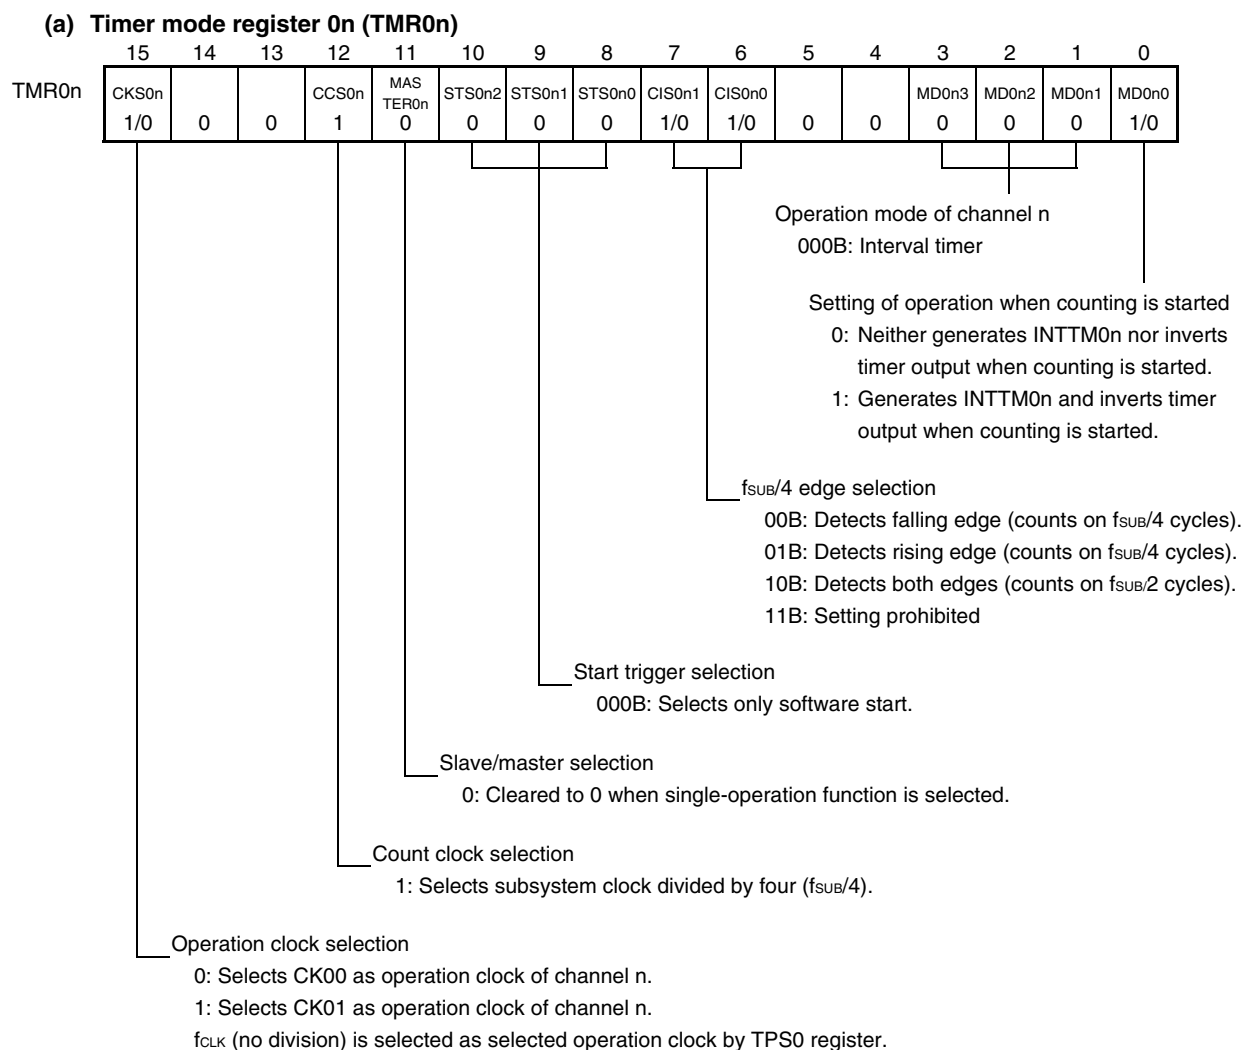 (a) Timer mode register 0n (TMR0n)
15 14 13 12 11 10 9 8 7 6 5 4 3 2 1 0
TMR0n CKS0n CCS0n MAS TER0n STS0n2 STS0n1 STS0n0 CIS0n1 CIS0n0 MD0n3 MD0n2 MD0n1 MD0n0
1/0 0 0 1 0 0 0 0 1/0 1/0 0 0 0 0 0 1/0
Operation mode of channel n
000B: Interval timer
Setting of operation when counting is started
0: Neither generates INTTM0n nor inverts
timer output when counting is started.
1: Generates INTTM0n and inverts timer
output when counting is started.
fSUB/4 edge selection
00B: Detects falling edge (counts on fSUB/4 cycles).
01B: Detects rising edge (counts on fSUB/4 cycles).
10B: Detects both edges (counts on fSUB/2 cycles).
11B: Setting prohibited
Start trigger selection
000B: Selects only software start.
Slave/master selection
0: Cleared to 0 when single-operation function is selected.
Count clock selection
1: Selects subsystem clock divided by four (fSUB/4).
Operation clock selection
0: Selects CK00 as operation clock of channel n.
1: Selects CK01 as operation clock of channel n.
fCLK (no division) is selected as selected operation clock by TPS0 register.